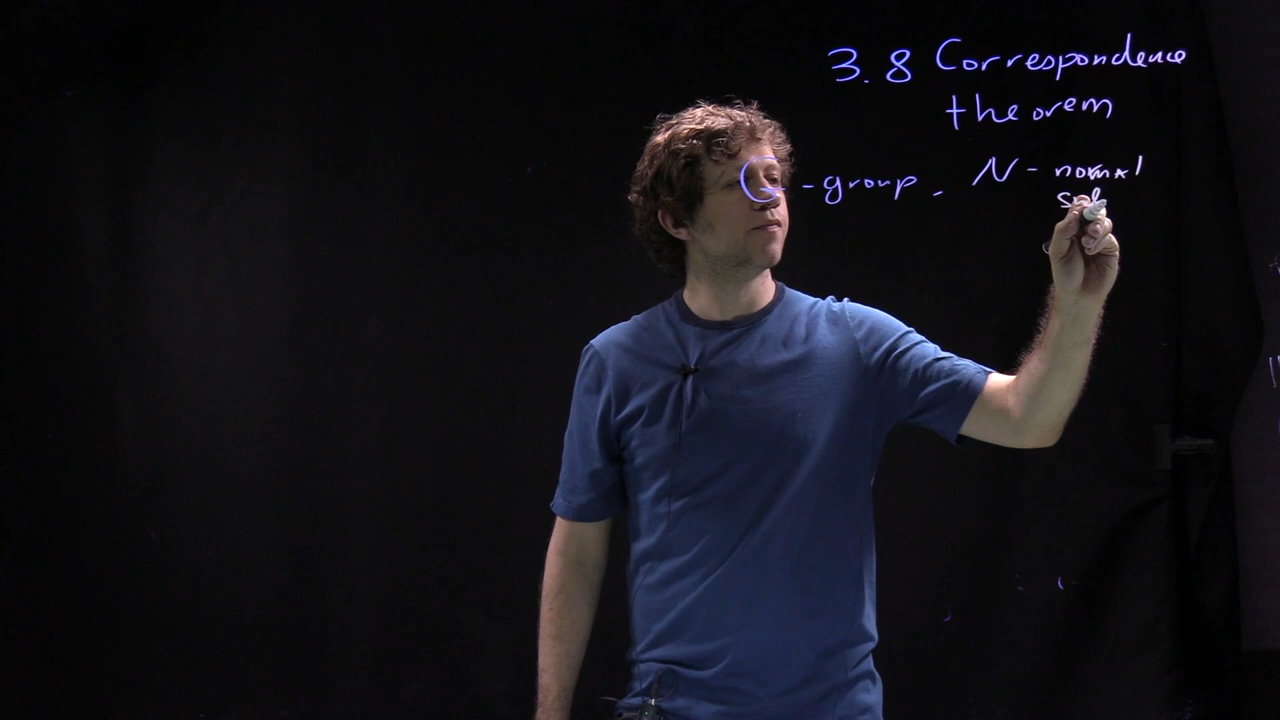 3.8 Correspondence
theorem
G - group, N - normal